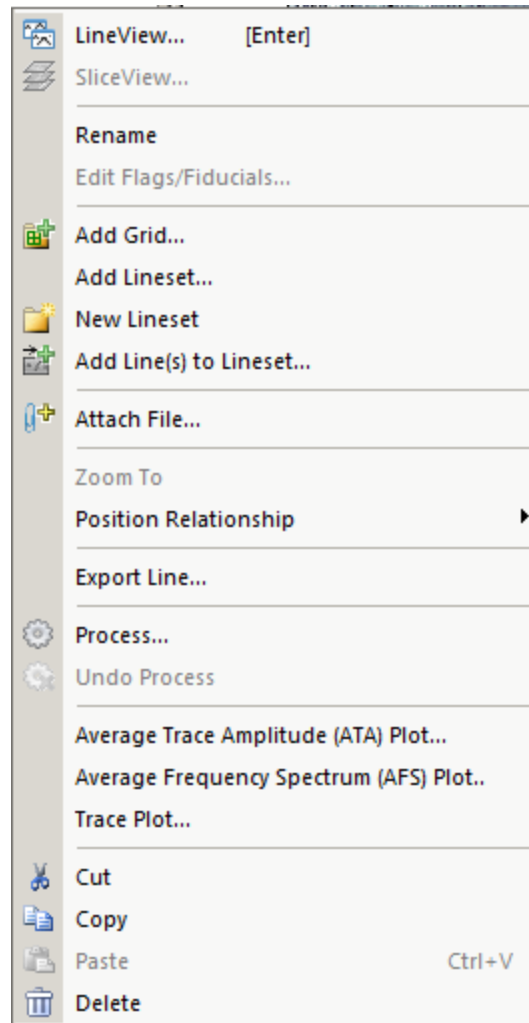 LineView... [Enter]
SliceView...
Rename
Edit Flags/Fiducials...
Add Grid...
Add Lineset...
New Lineset
Add Line(s) to Lineset...
Attach File...
Zoom To
Position Relationship
Export Line...
Process...
Undo Process
Average Trace Amplitude (ATA) Plot...
Average Frequency Spectrum (AFS) Plot..
Trace Plot...
Cut
Copy
Paste Ctrl+V
Delete